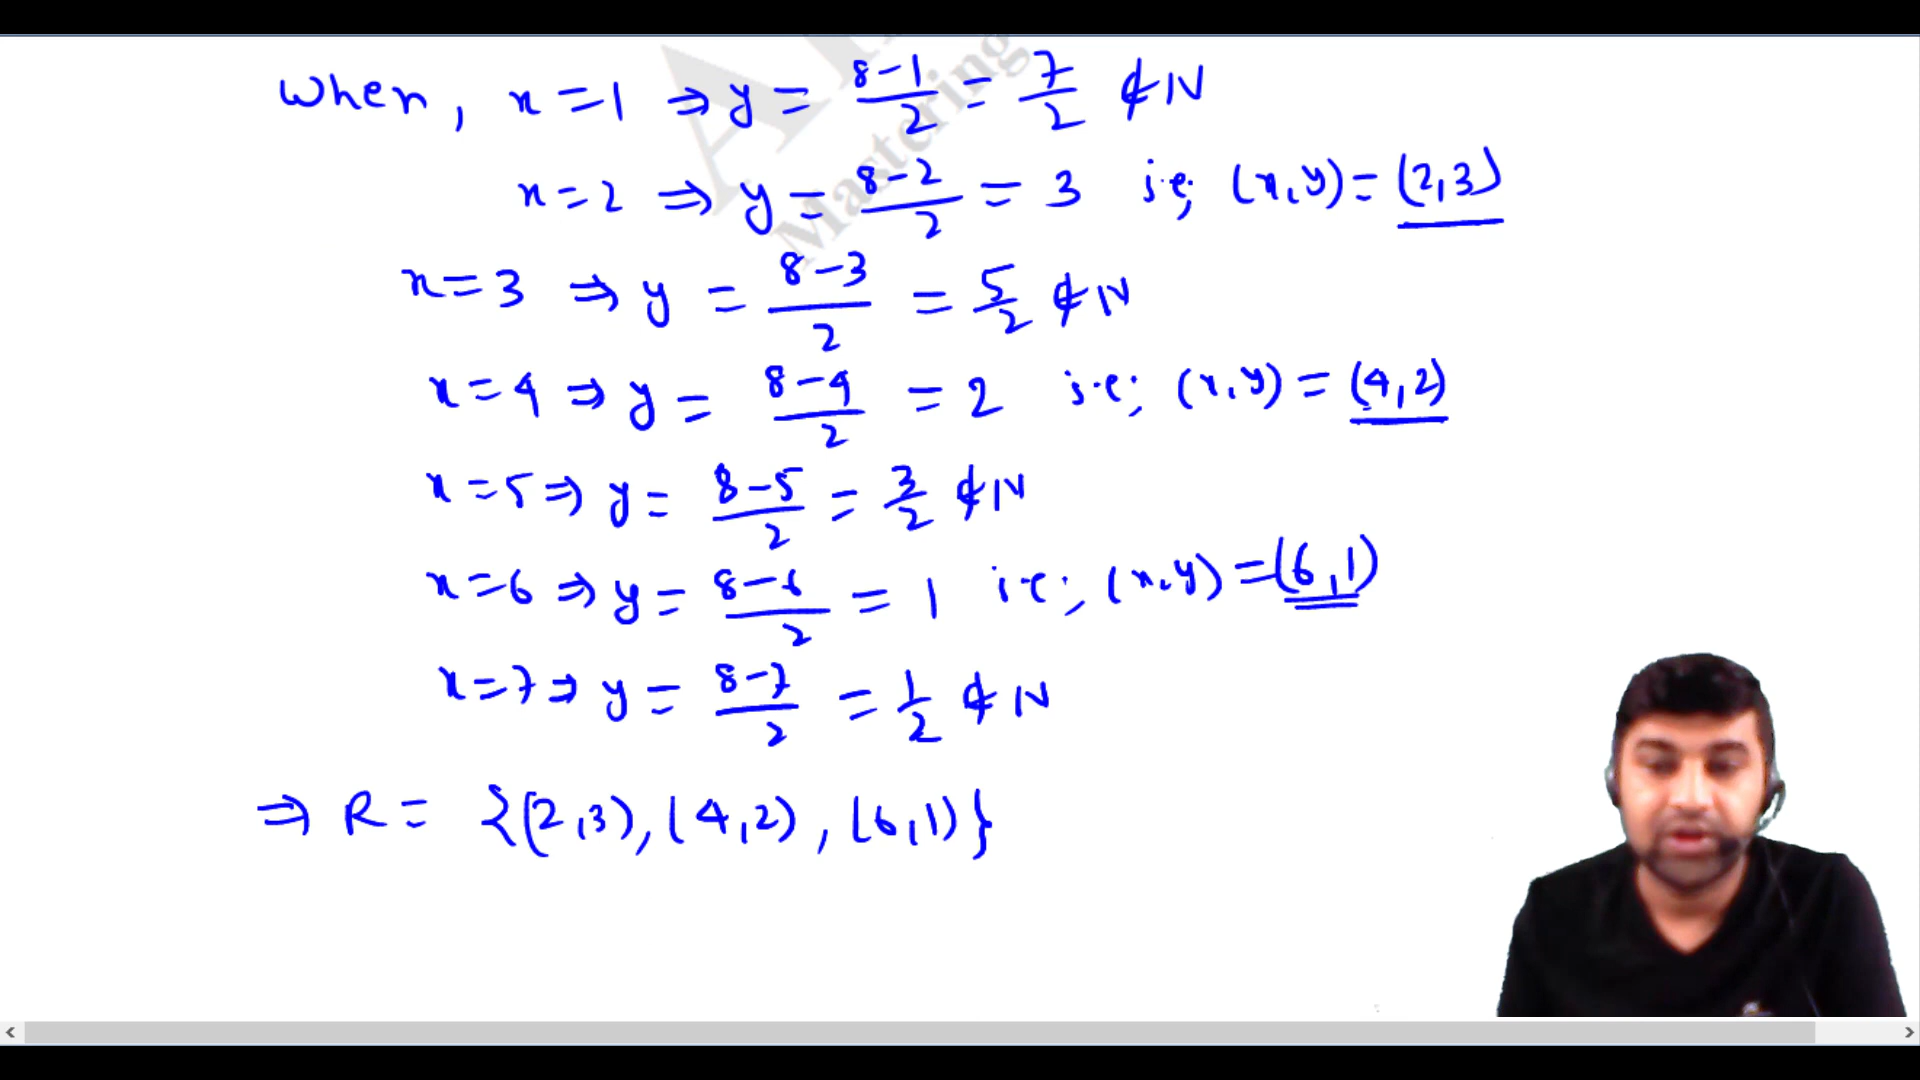 When, x = 1 ⇒ y = (8-1)/2 = 7/2 ∉ N
x = 2 ⇒ y = (8-2)/2 = 3 i.e; (x,y) = (2,3)
x = 3 ⇒ y = (8-3)/2 = 5/2 ∉ N
x = 4 ⇒ y = (8-4)/2 = 2 i.e; (x,y) = (4,2)
x = 5 ⇒ y = (8-5)/2 = 3/2 ∉ N
x = 6 ⇒ y = (8-6)/2 = 1 i.e; (x,y) = (6,1)
x = 7 ⇒ y = (8-7)/2 = 1/2 ∉ N
⇒ R = {(2,3), (4,2), (6,1)}
Mastering